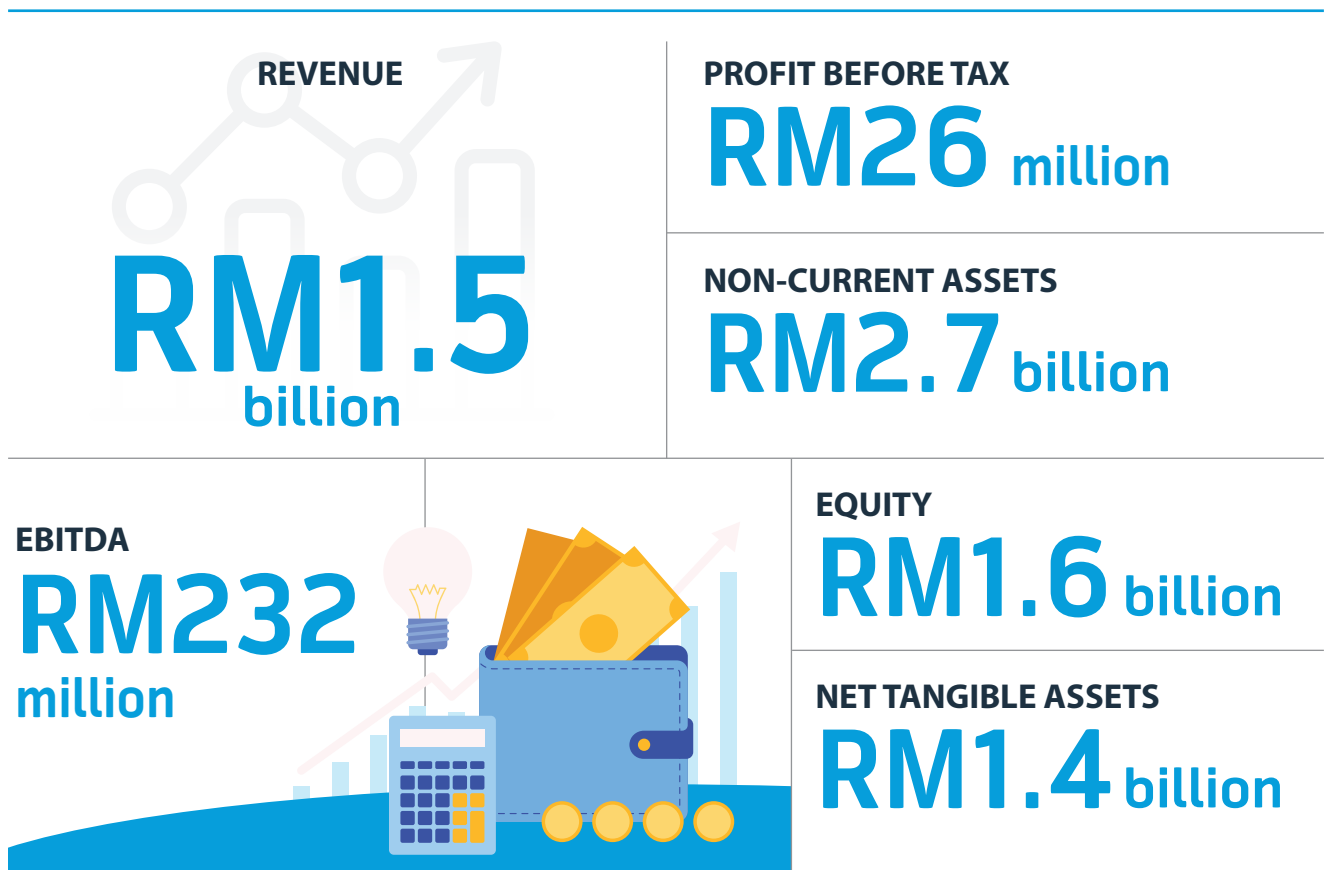 REVENUE
RM1.5
billion
PROFIT BEFORE TAX
RM26 million
NON-CURRENT ASSETS
RM2.7 billion
EBITDA
RM232
million
EQUITY
RM1.6 billion
NET TANGIBLE ASSETS
RM1.4 billion